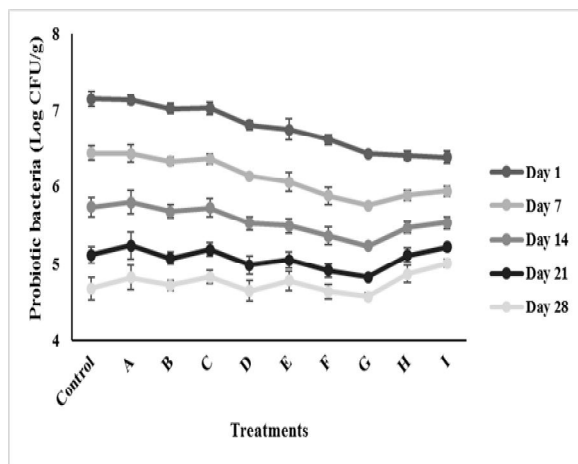 Probiotic bacteria (Log CFU/g)
8
7
6
5
4
Control
A
B
C
D
E
F
G
H
I
Treatments
Day 1
Day 7
Day 14
Day 21
Day 28